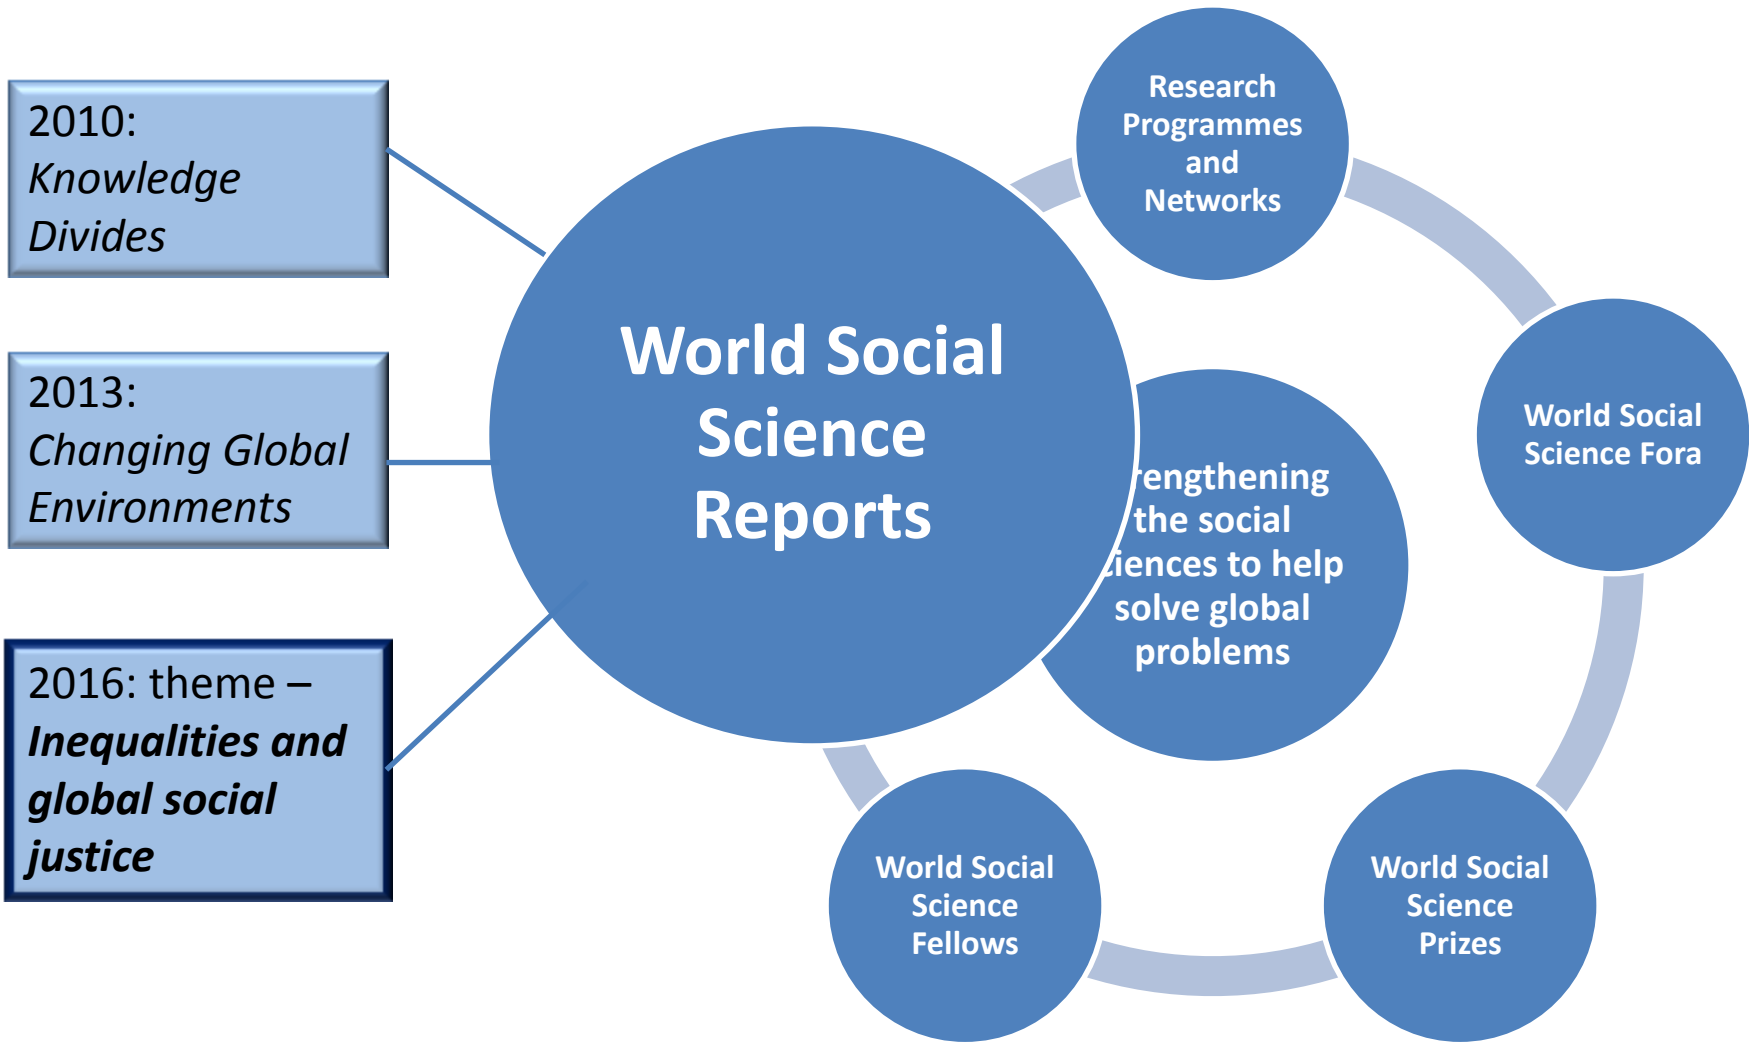 2010:
Knowledge
Divides
2013:
Changing Global
Environments
2016: theme –
Inequalities and
global social
justice
World Social
Science
Reports
Research
Programmes
and
Networks
World Social
Science Fora
rengthening
the social
iences to help
solve global
problems
World Social
Science
Fellows
World Social
Science
Prizes